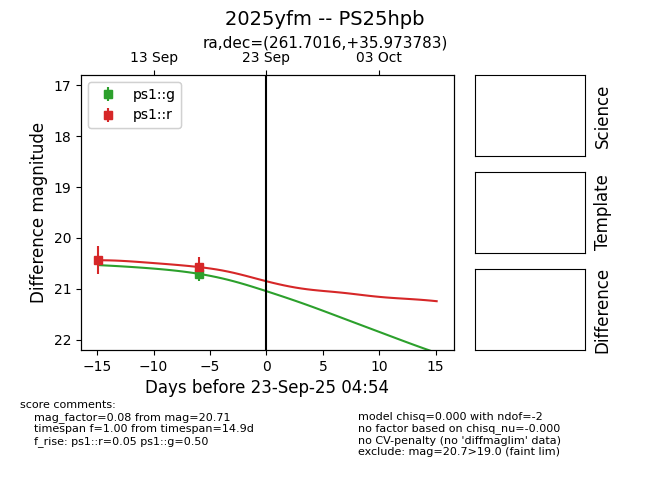 2025yfm -- PS25hpb
ra,dec=(261.7016,+35.973783)
13 Sep 23 Sep 03 Oct
ps1::g
ps1::r
17
18
19
20
21
22
Difference magnitude
−15 −10 −5 0 5 10 15
Days before 23-Sep-25 04:54
Science
Template
Difference
score comments:
mag_factor=0.08 from mag=20.71
timespan f=1.00 from timespan=14.9d
f_rise: ps1::r=0.05 ps1::g=0.50
model chisq=0.000 with ndof=-2
no factor based on chisq_nu=-0.000
no CV-penalty (no 'diffmaglim' data)
exclude: mag=20.7>19.0 (faint lim)